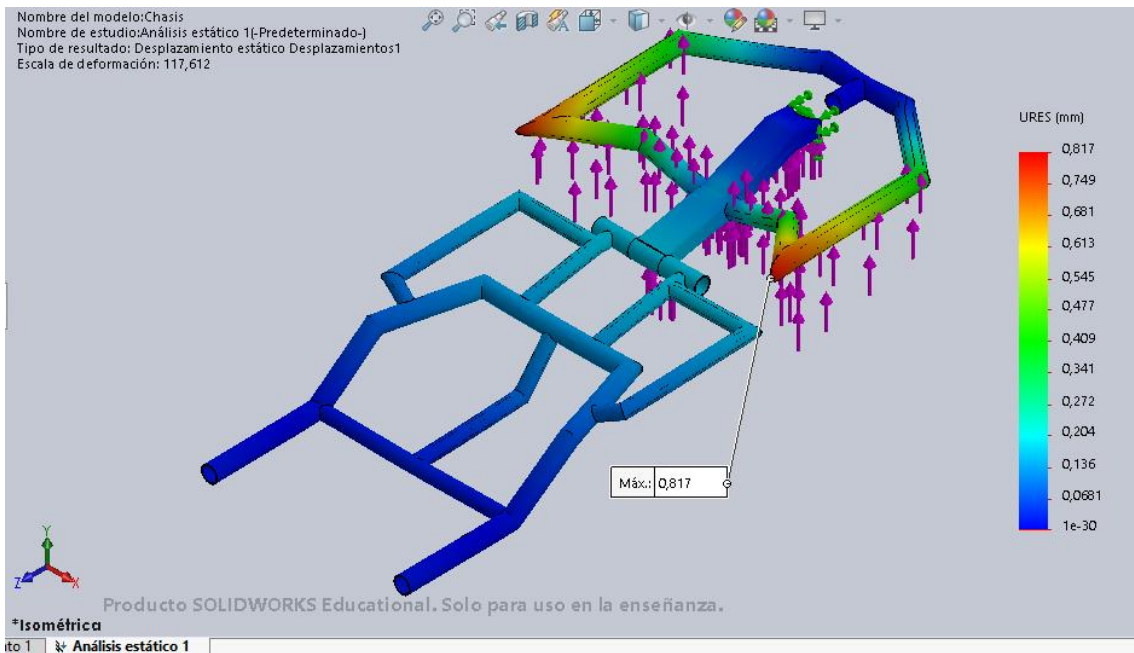 Nombre del modelo:Chasis
Nombre de estudio:Análisis estático 1(-Predeterminado-)
Tipo de resultado: Desplazamiento estático Desplazamientos1
Escala de deformación: 117,612
URES (mm)
0,817
0,749
0,681
0,613
0,545
0,477
0,409
0,341
0,272
0,204
0,136
0,0681
1e-30
Máx.: 0,817
Y
Z X
Producto SOLIDWORKS Educational. Solo para uso en la enseñanza.
*Isométrica
Análisis estático 1